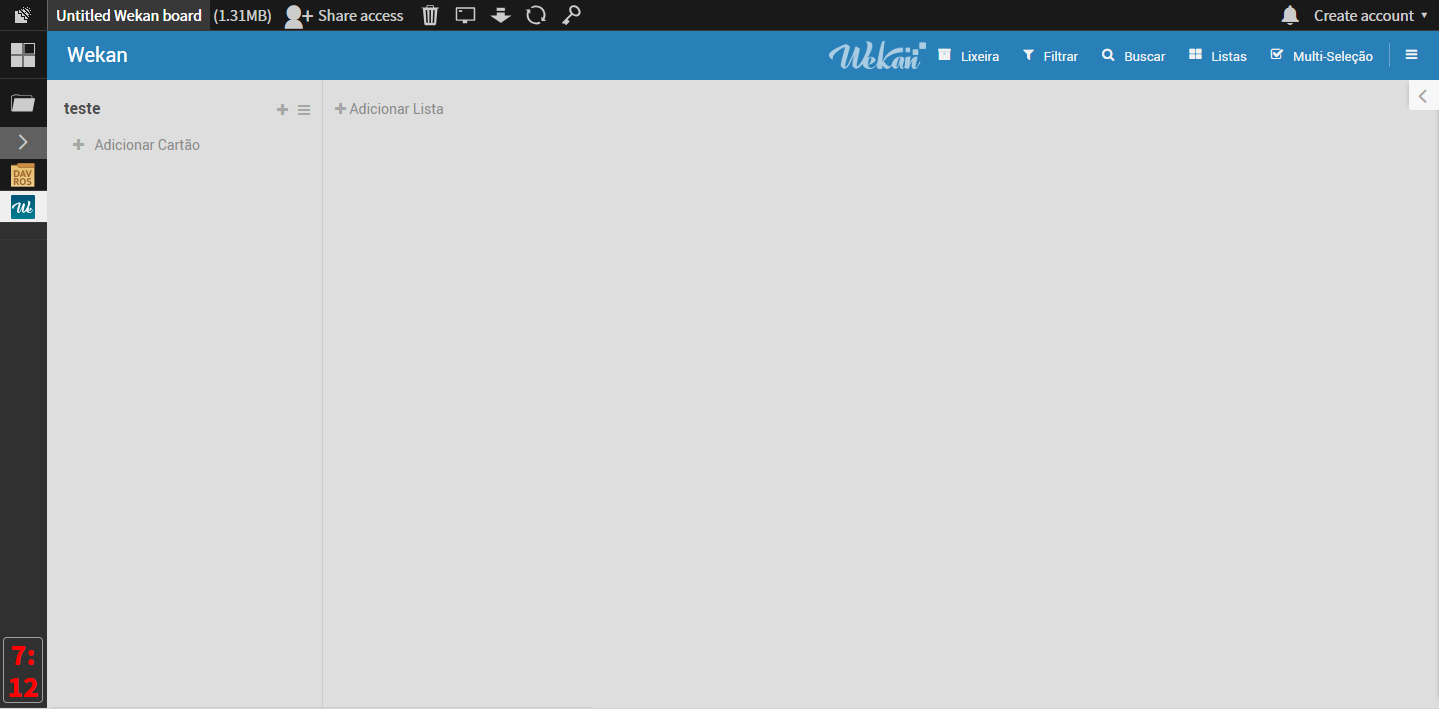 Untitled Wekan board (1.31MB) Share access Create account
Wekan Wekan Lixeira Filtrar Buscar Listas Multi-Seleção
teste
Adicionar Lista
Adicionar Cartão
DAV
ROS
We
7:
12